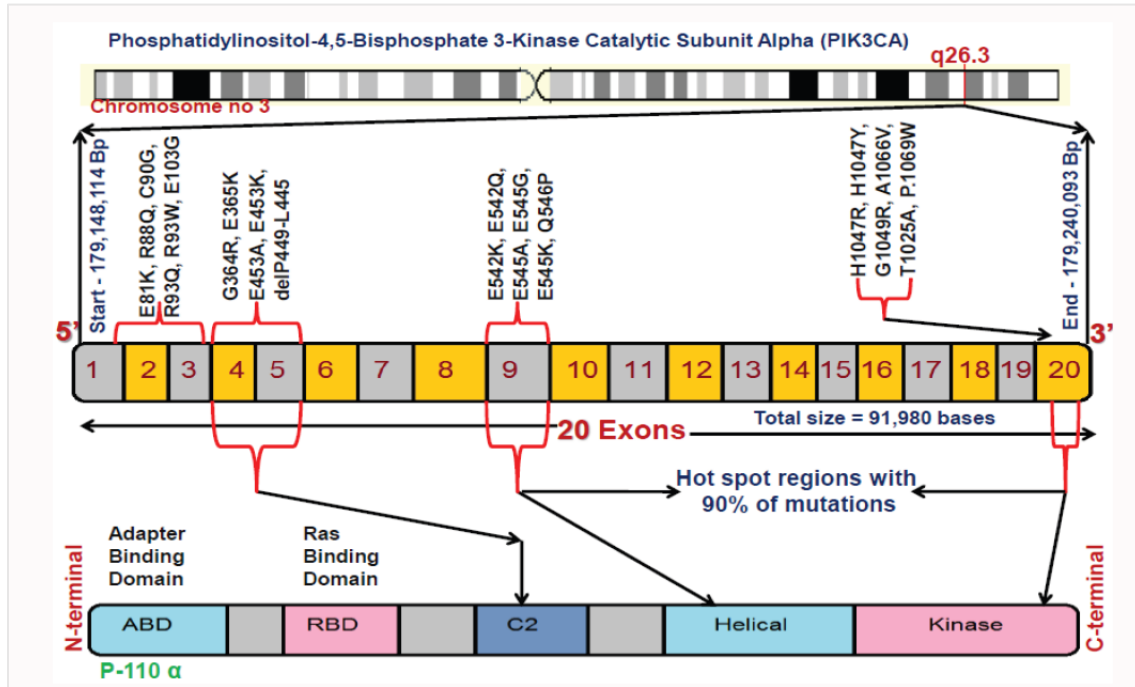 Phosphatidylinositol-4,5-Bisphosphate 3-Kinase Catalytic Subunit Alpha (PIK3CA)
q26.3
Chromosome no 3
Start - 179,148,114 Bp
E81K, R88Q, C90G,
R93Q, R93W, E103G
G364R, E365K
E453A, E453K,
delP449-L445
E542K, E542Q,
E545A, E545G,
E545K, Q546P
H1047R, H1047Y,
G1049R, A1066V,
T1025A, P.1069W
End - 179,240,093 Bp
5’
3’
1 2 3 4 5 6 7 8 9 10 11 12 13 14 15 16 17 18 19 20
20 Exons
Total size = 91,980 bases
Hot spot regions with
90% of mutations
Adapter
Binding
Domain
Ras
Binding
Domain
N-terminal
C-terminal
ABD RBD C2 Helical Kinase
P-110 α